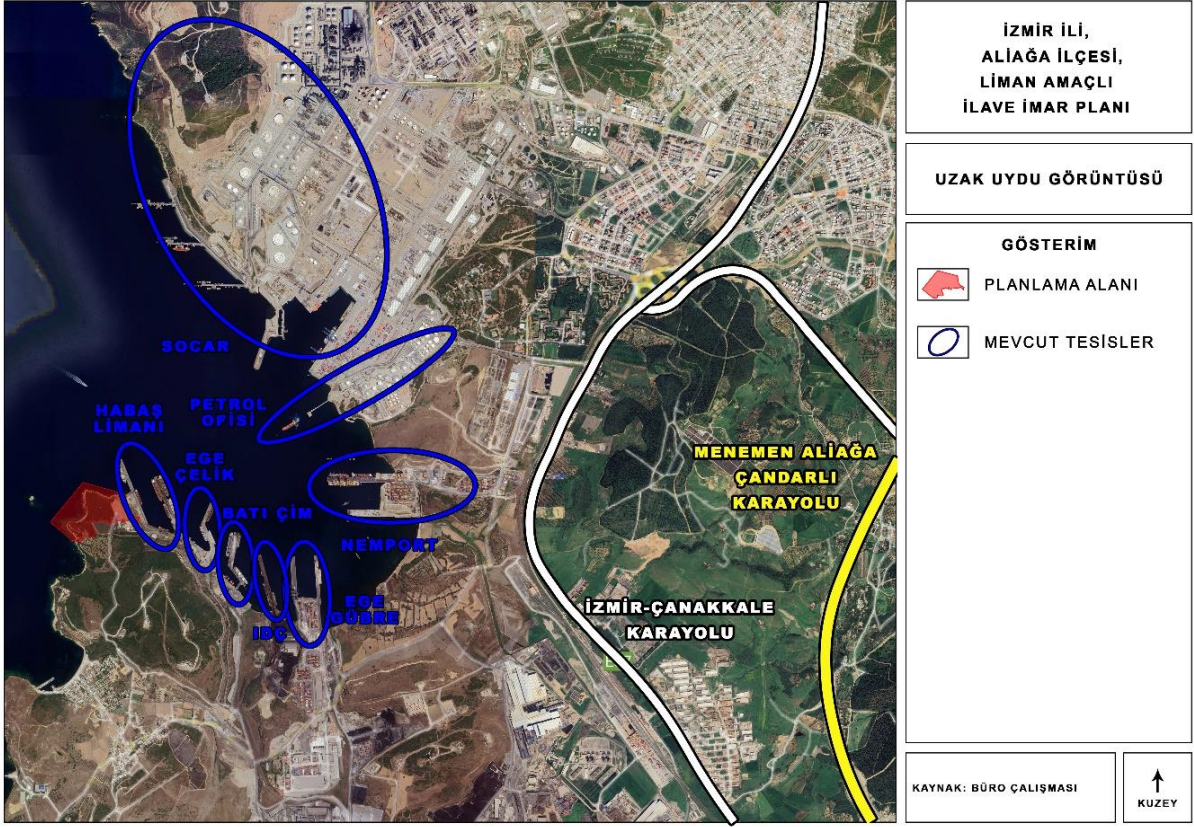 İZMİR İLİ,
ALİAĞA İLÇESİ,
LİMAN AMAÇLI
İLAVE İMAR PLANI
UZAK UYDU GÖRÜNTÜSÜ
GÖSTERİM
PLANLAMA ALANI
MEVCUT TESİSLER
SOCAR
HABAŞ
LİMANI
PETROL
OFİSİ
EGE
ÇELİK
BATI ÇİM
NEMPORT
EGE
GÜBRE
IDÇ
MENEMEN ALİAĞA
ÇANDARLI
KARAYOLU
İZMİR-ÇANAKKALE
KARAYOLU
KAYNAK: BÜRO ÇALIŞMASI
KUZEY